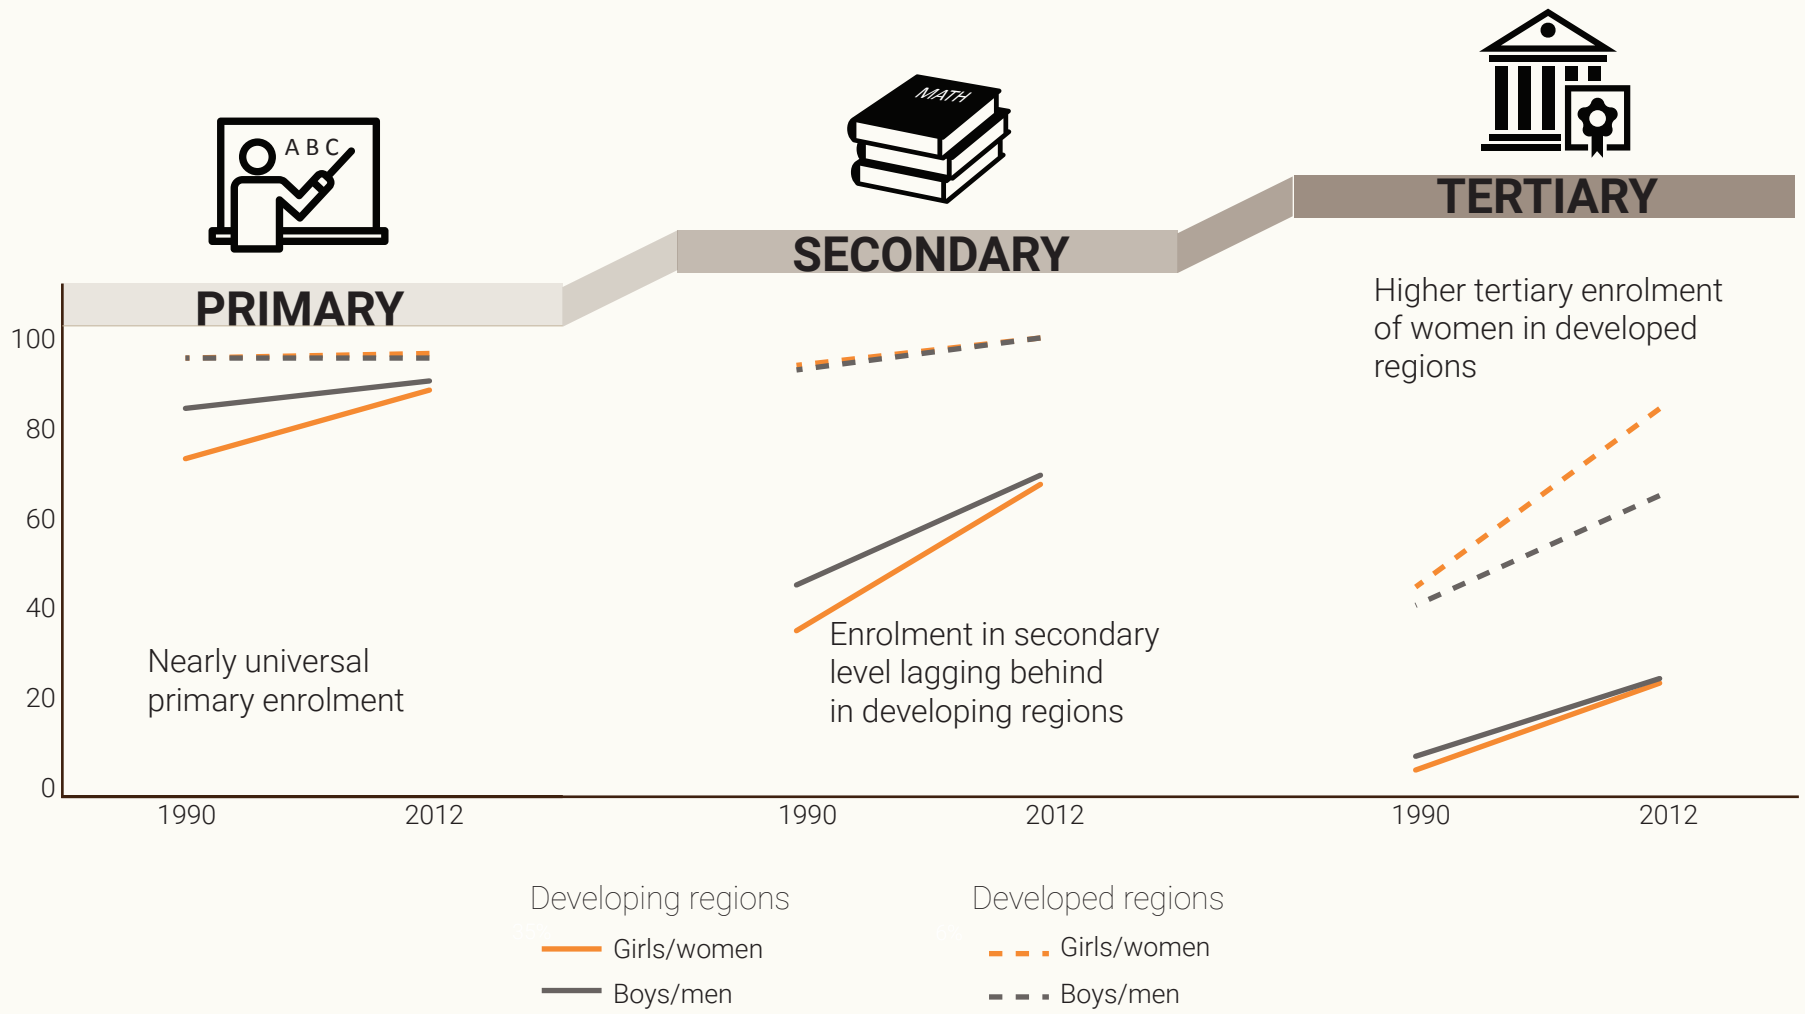 MATH
A B C
TERTIARY
SECONDARY
PRIMARY
Higher tertiary enrolment
of women in developed
regions
100
80
60
40
20
0
Nearly universal
primary enrolment
Enrolment in secondary
level lagging behind
in developing regions
1990 2012 1990 2012 1990 2012
Developing regions
Girls/women
Boys/men
Developed regions
Girls/women
Boys/men